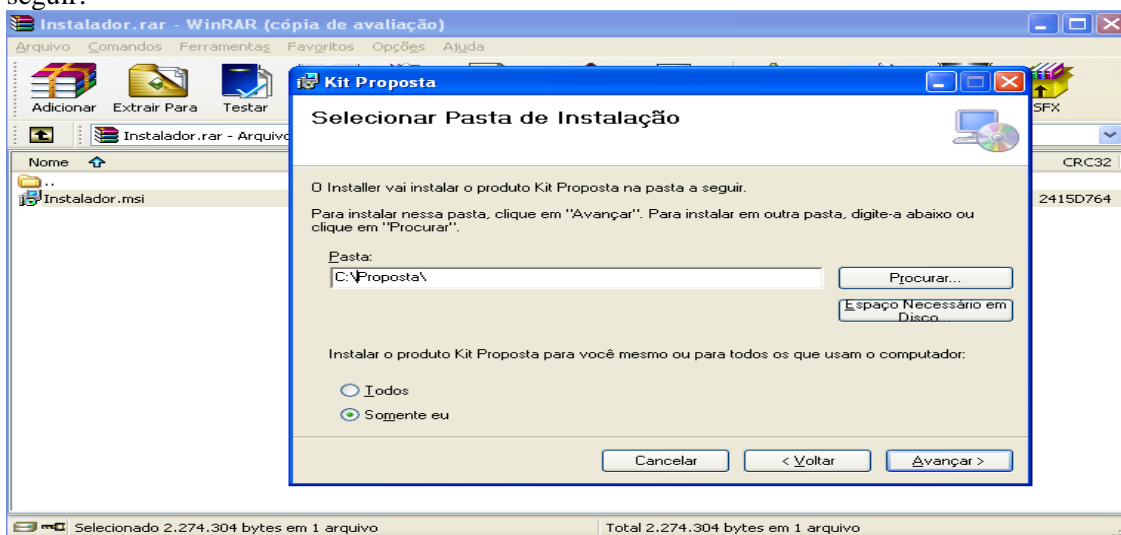 seguir:
Instalador.rar - WinRAR (cópia de avaliação)
Arquivo Comandos Ferramentas Favoritos Opções Ajuda
Adicionar Extrair Para Testar SFX
Instalador.rar - Arquivo
Nome CRC32
..
Instalador.msi 2415D764
Kit Proposta
Selecionar Pasta de Instalação
O Installer vai instalar o produto Kit Proposta na pasta a seguir.
Para instalar nessa pasta, clique em "Avançar". Para instalar em outra pasta, digite-a abaixo ou
clique em "Procurar".
Pasta:
C:\Proposta\
Procurar...
Espaço Necessário em
Disco...
Instalar o produto Kit Proposta para você mesmo ou para todos os que usam o computador:
Todos
Somente eu
Cancelar < Voltar Avançar >
Selecionado 2.274.304 bytes em 1 arquivo Total 2.274.304 bytes em 1 arquivo